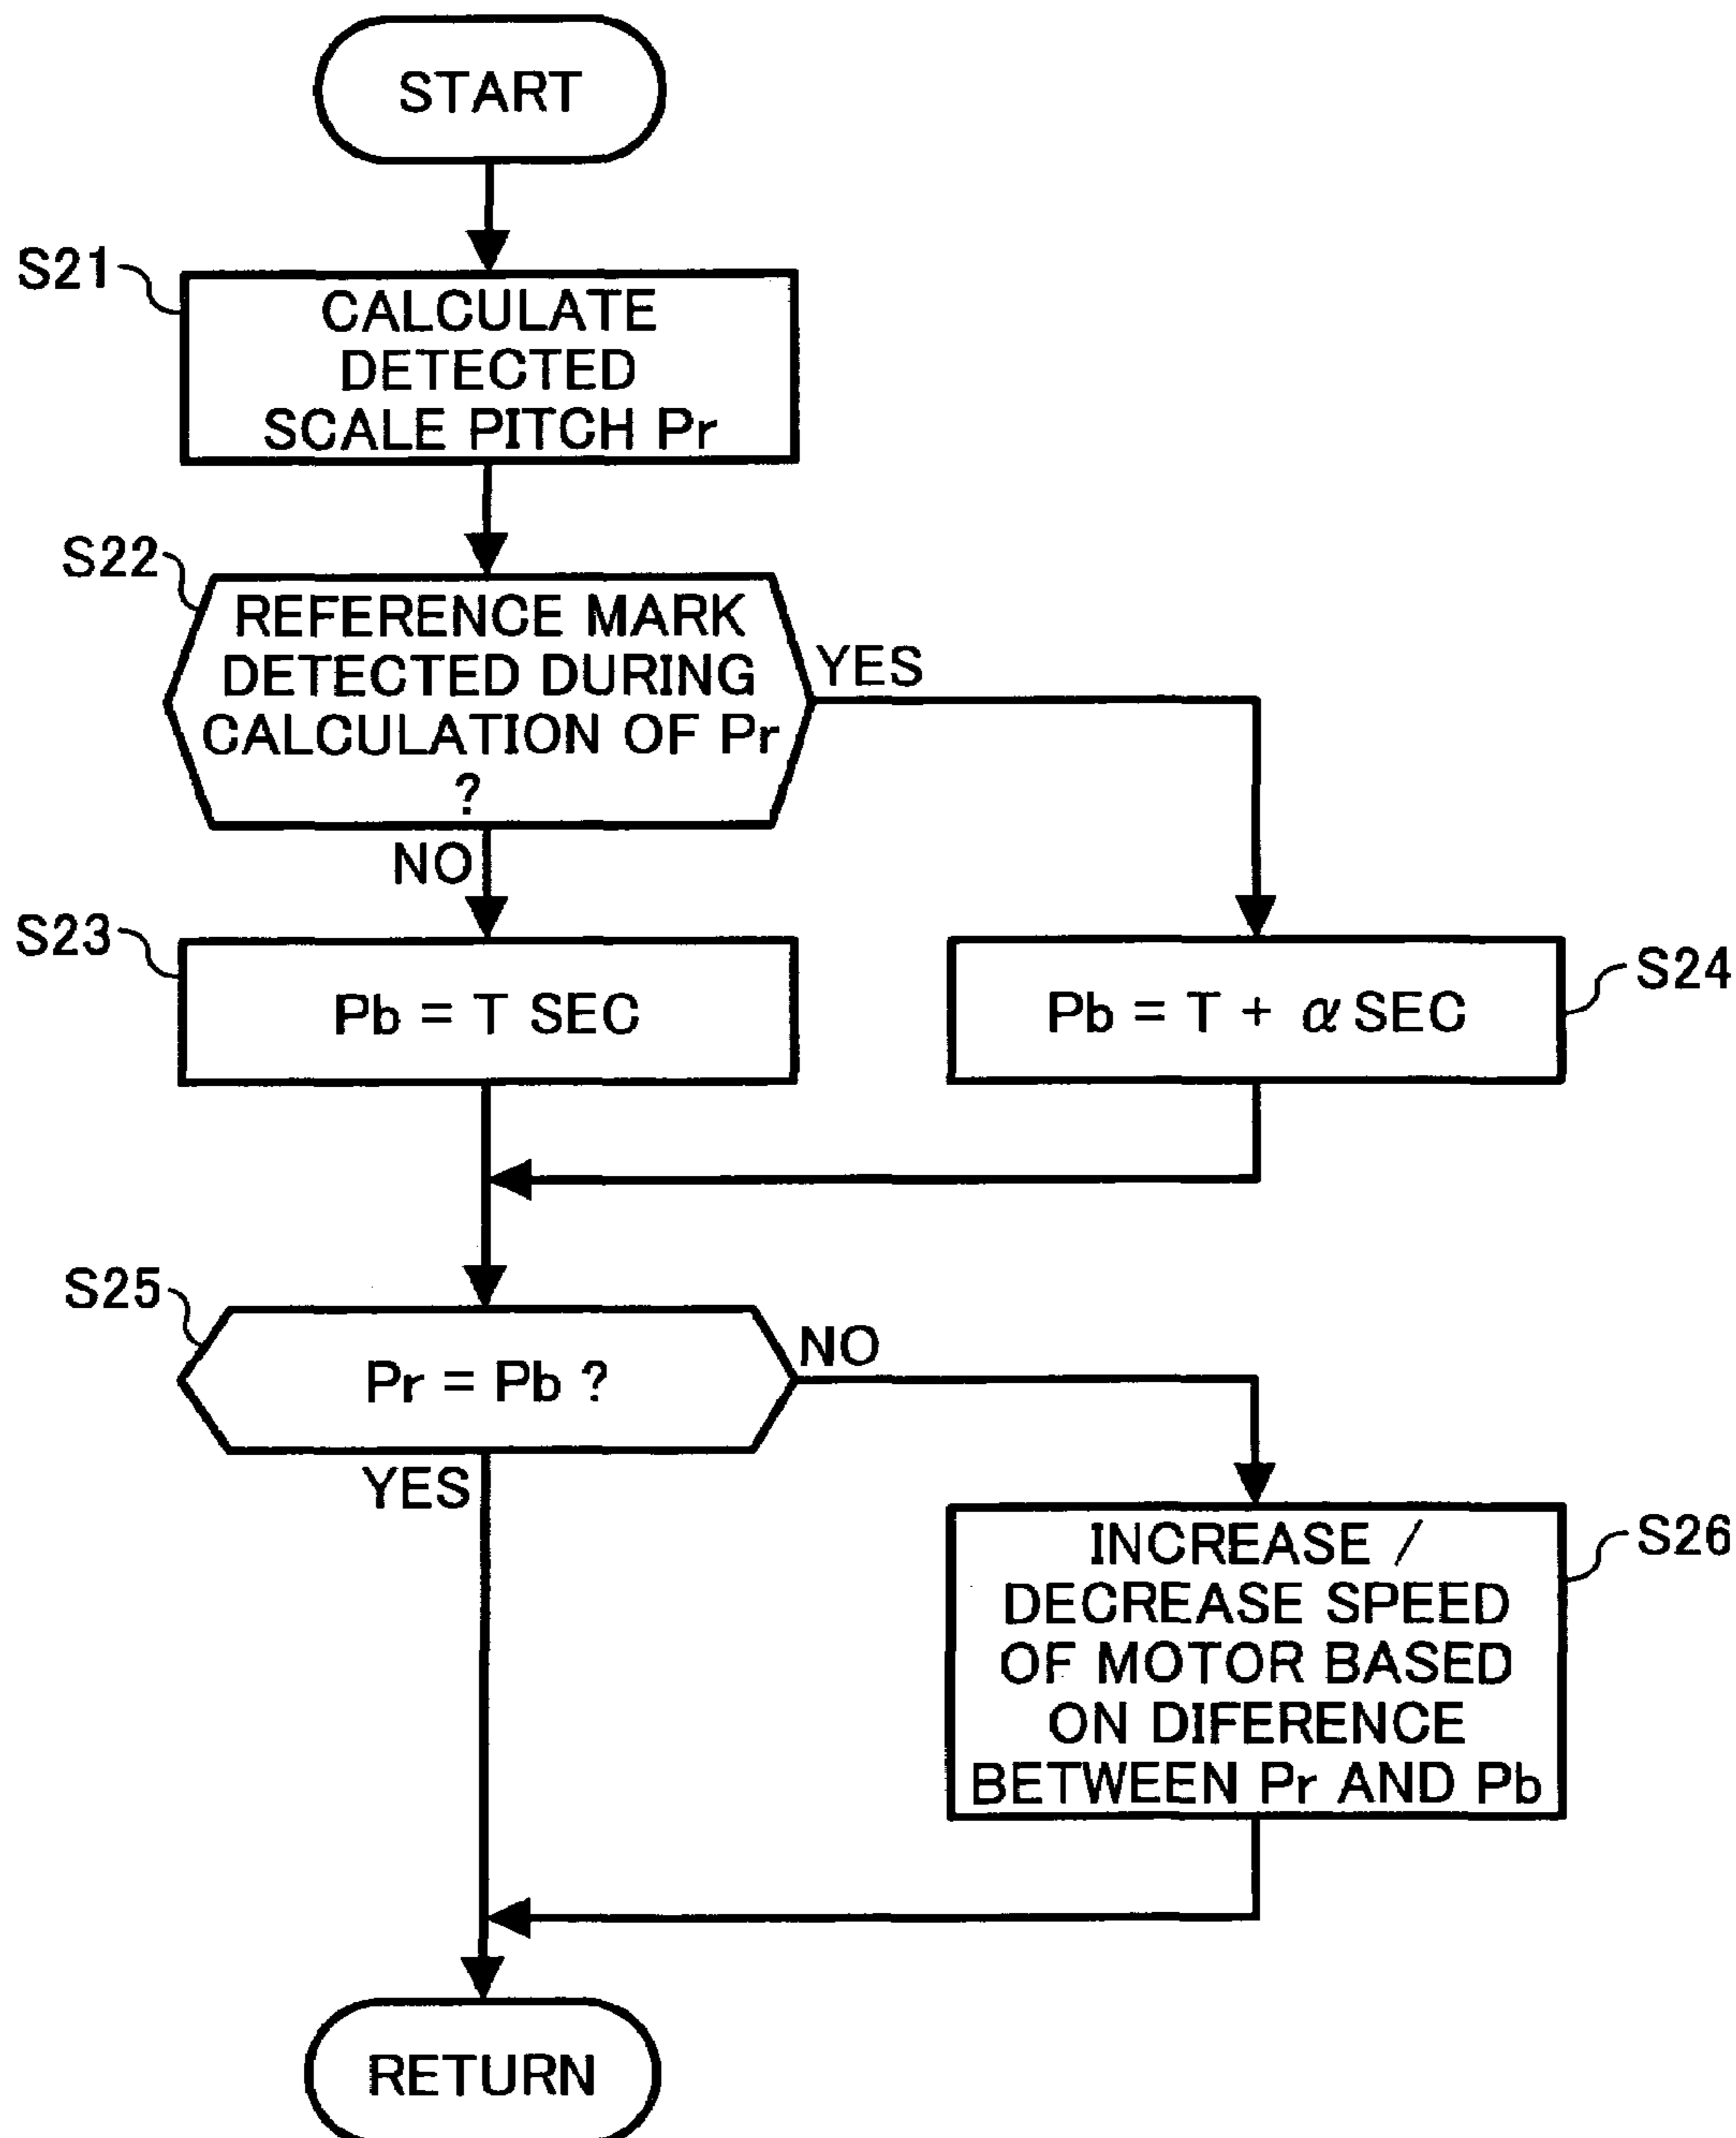 START
S21
CALCULATE
DETECTED
SCALE PITCH Pr
S22
REFERENCE MARK
DETECTED DURING
CALCULATION OF Pr
?
YES
NO
S23
Pb = T SEC
Pb = T + α SEC
S24
S25
Pr = Pb ?
NO
YES
INCREASE /
DECREASE SPEED
OF MOTOR BASED
ON DIFERENCE
BETWEEN Pr AND Pb
S26
RETURN